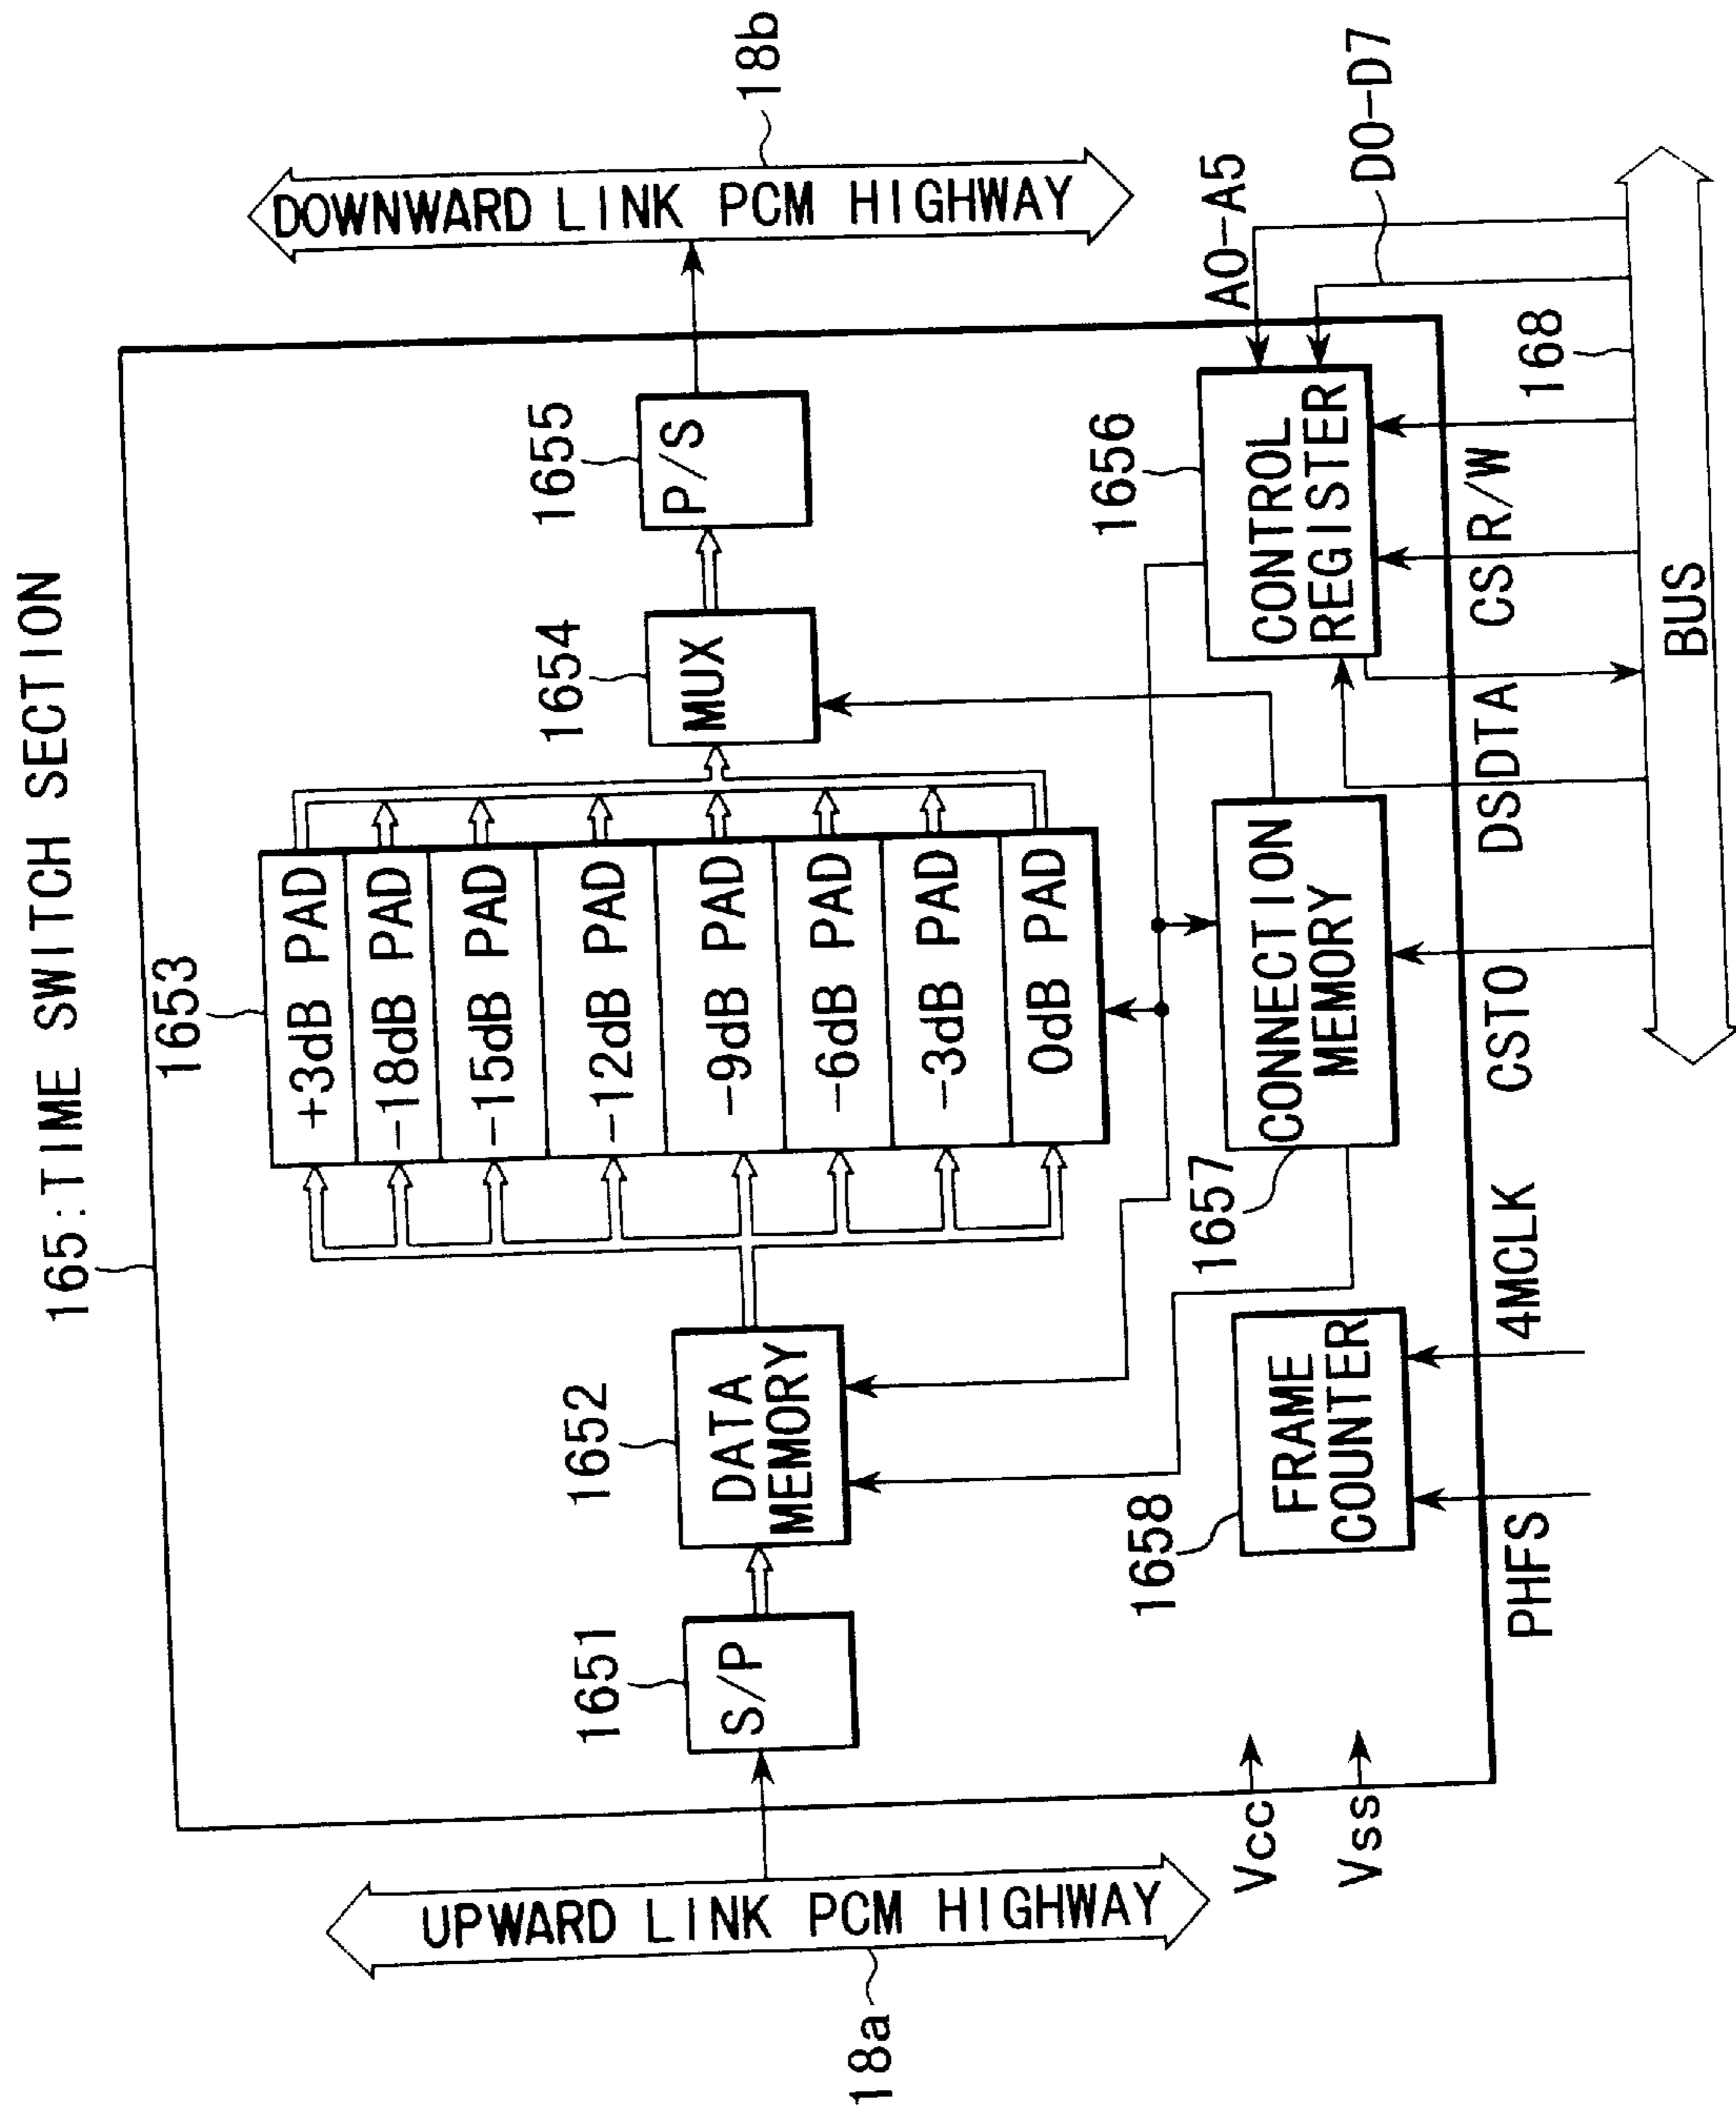 165:TIME SWITCH SECTION
1653
+3dB PAD
-18dB PAD
-15dB PAD
-12dB PAD
-9dB PAD
-6dB PAD
-3dB PAD
0dB PAD
1651
S/P
1652
DATA
MEMORY
1654
MUX
1655
P/S
UPWARD LINK PCM HIGHWAY
18a
DOWNWARD LINK PCM HIGHWAY
18b
1658
FRAME
COUNTER
1657
CONNECTION
MEMORY
1656
CONTROL
REGISTER
A0-A5
D0-D7
Vcc
Vss
PHFS
4MCLK
CSTO
DSDTA
CSR/W
168
BUS